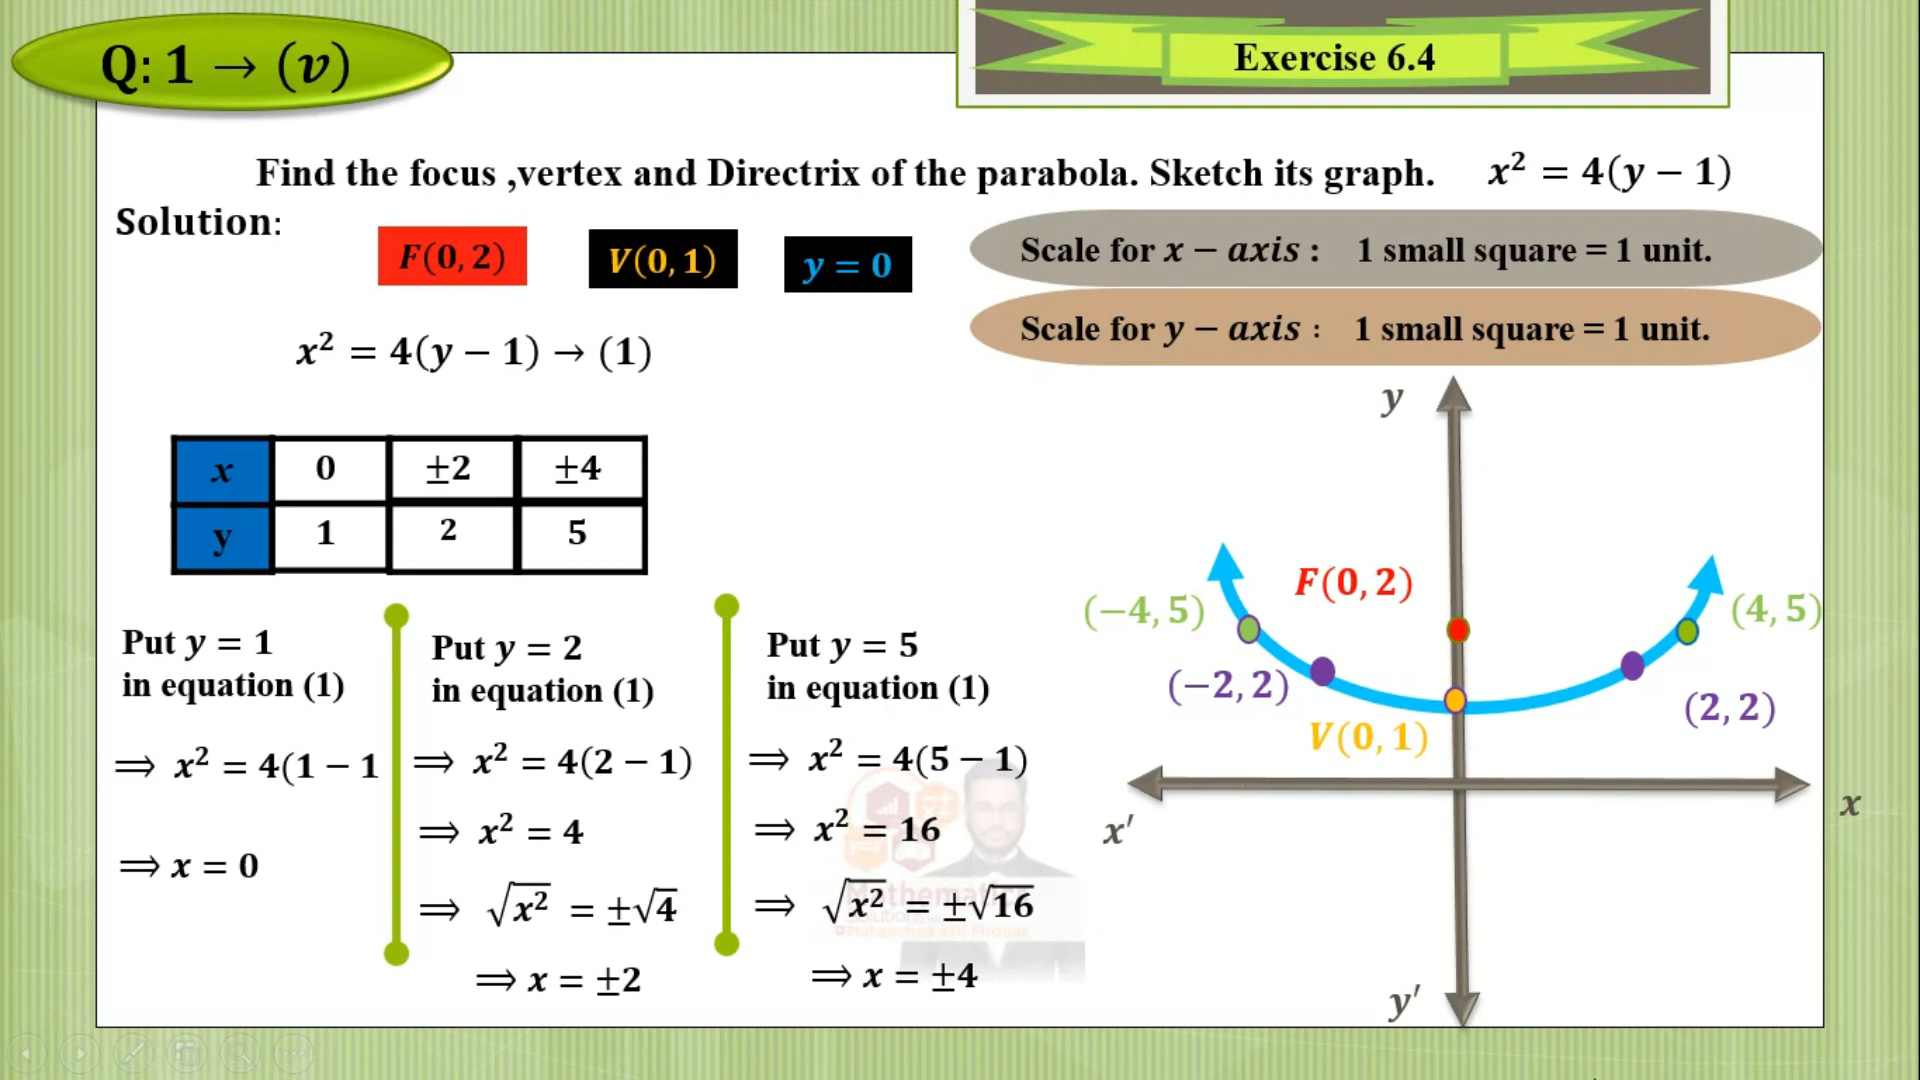 Q: 1 → (v)
Exercise 6.4
Find the focus ,vertex and Directrix of the parabola. Sketch its graph. x² = 4(y − 1)
Solution:
F(0, 2)
V(0, 1)
y = 0
Scale for x − axis : 1 small square = 1 unit.
Scale for y − axis : 1 small square = 1 unit.
x² = 4(y − 1) → (1)
x 0 ±2 ±4
y 1 2 5
Put y = 1
in equation (1)
⟹ x² = 4(1 − 1
⟹ x = 0
Put y = 2
in equation (1)
⟹ x² = 4(2 − 1)
⟹ x² = 4
⟹ √x² = ±√4
⟹ x = ±2
Put y = 5
in equation (1)
⟹ x² = 4(5 − 1)
⟹ x² = 16
⟹ √x² = ±√16
⟹ x = ±4
y
F(0, 2)
(−4, 5)
(4, 5)
(−2, 2)
(2, 2)
V(0, 1)
x′
x
y′